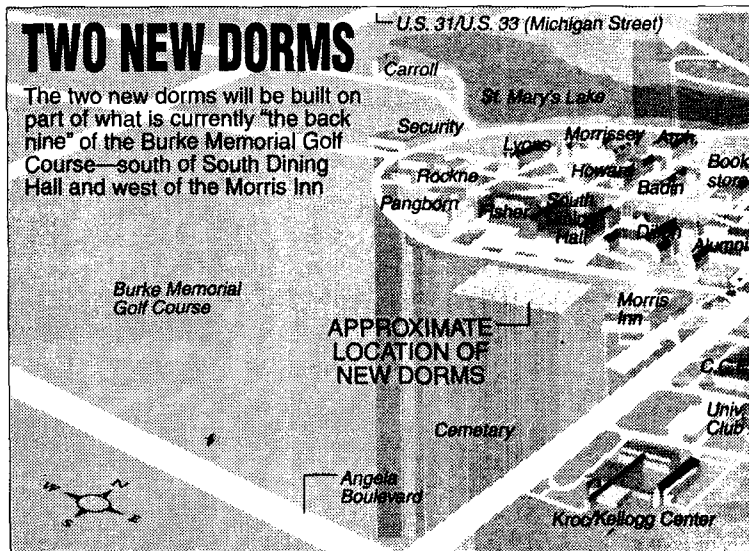 TWO NEW DORMS
The two new dorms will be built on
part of what is currently "the back
nine" of the Burke Memorial Golf
Course—south of South Dining
Hall and west of the Morris Inn
U.S. 31/U.S. 33 (Michigan Street)
Carroll
St. Mary's Lake
Security
Lyons
Morrissey
Arch.
Rockne
Howard
Badin
Book
store
Pangborn
Fisher
South
Hall
Dillon
Alumni
Burke Memorial
Golf Course
Morris
Inn
APPROXIMATE
LOCATION OF
NEW DORMS
Univ.
Club
Cemetary
Angela
Boulevard
Kroc/Kellogg Center
W
N
S
E